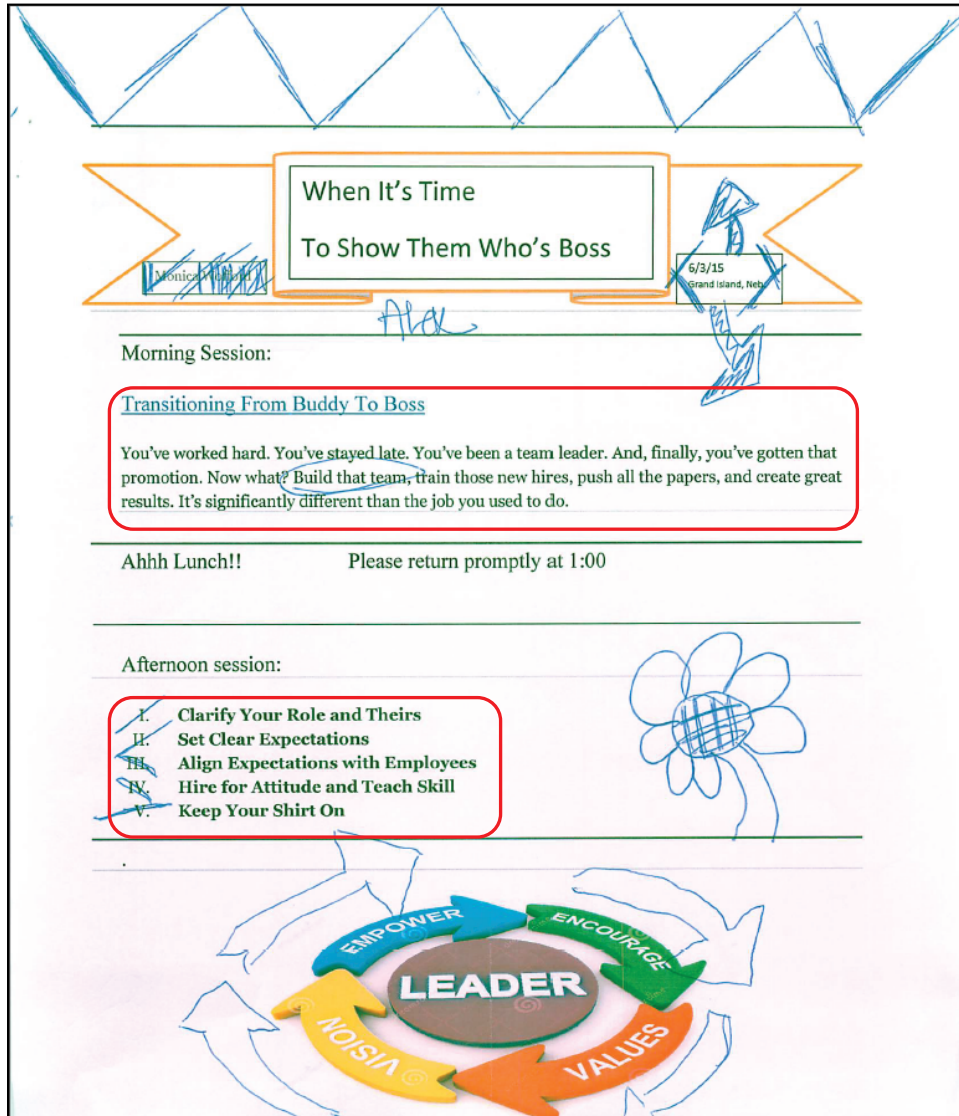 When It's Time
To Show Them Who's Boss
Monica
6/3/15
Grand Island, Neb.
Alex
Morning Session:
Transitioning From Buddy To Boss
You've worked hard. You've stayed late. You've been a team leader. And, finally, you've gotten that
promotion. Now what? Build that team, train those new hires, push all the papers, and create great
results. It's significantly different than the job you used to do.
Ahhh Lunch!! Please return promptly at 1:00
Afternoon session:
I. Clarify Your Role and Theirs
II. Set Clear Expectations
III. Align Expectations with Employees
IV. Hire for Attitude and Teach Skill
V. Keep Your Shirt On
EMPOWER
ENCOURAGE
LEADER
VISION
VALUES